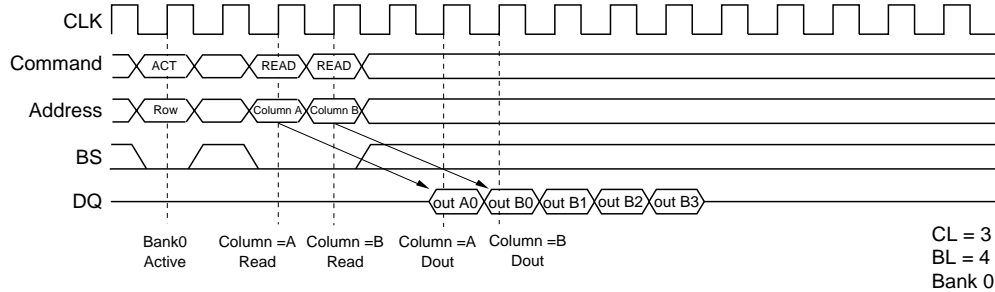 CLK
Command ACT READ READ
Address Row Column A Column B
BS
DQ out A0 out B0 out B1 out B2 out B3
Bank0 Column =A Column =B Column =A Column =B
Active Read Read Dout Dout
CL = 3
BL = 4
Bank 0